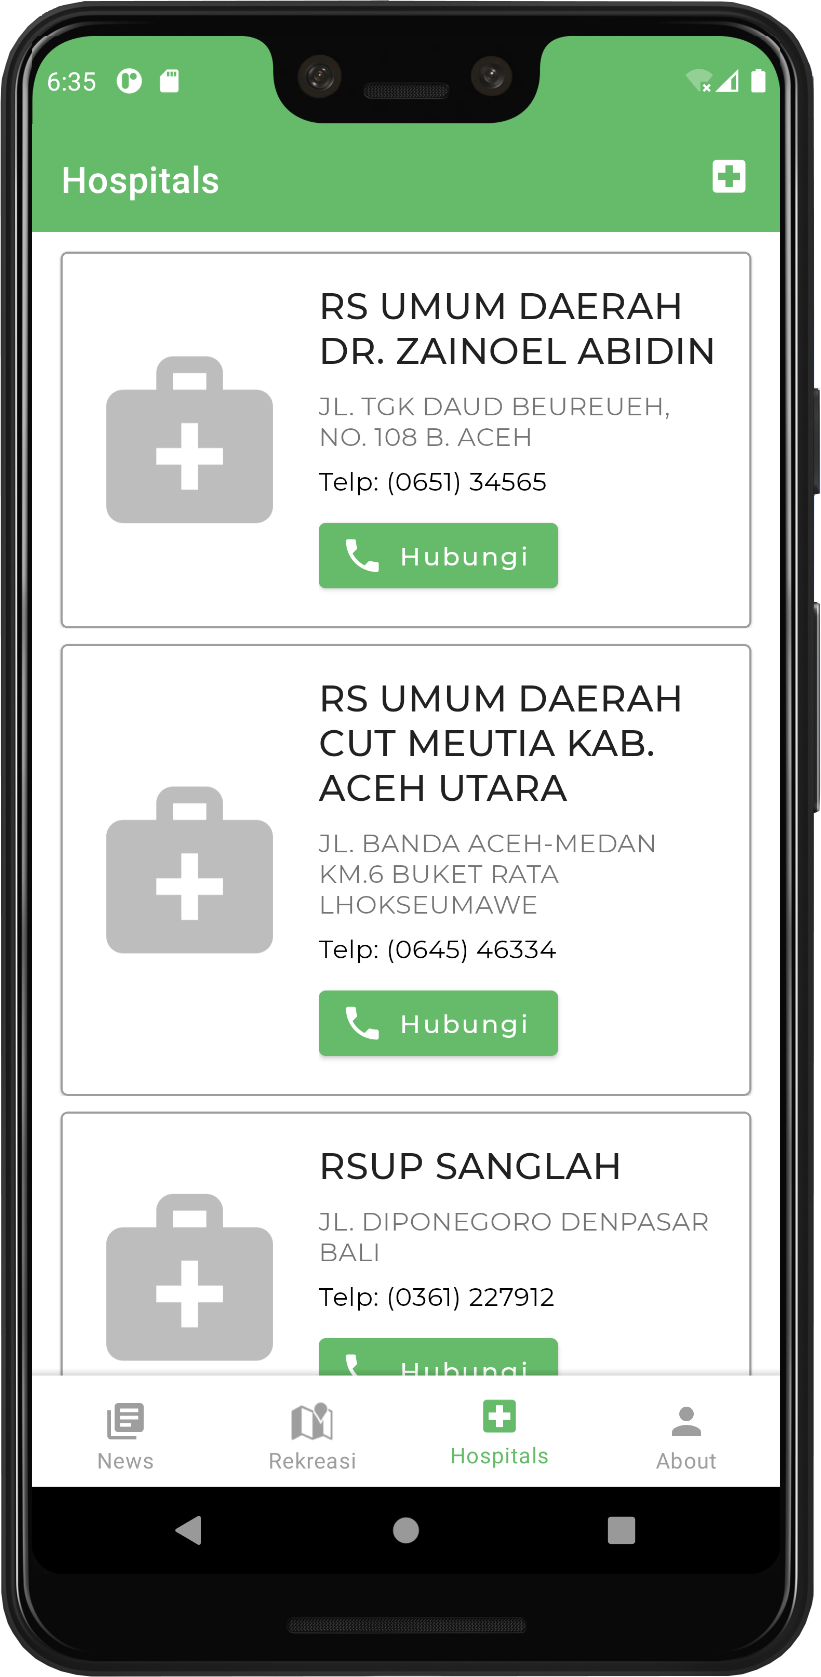 6:35
Hospitals
RS UMUM DAERAH
DR. ZAINOEL ABIDIN
JL. TGK DAUD BEUREUEH,
NO. 108 B. ACEH
Telp: (0651) 34565
Hubungi
RS UMUM DAERAH
CUT MEUTIA KAB.
ACEH UTARA
JL. BANDA ACEH-MEDAN
KM.6 BUKET RATA
LHOKSEUMAWE
Telp: (0645) 46334
Hubungi
RSUP SANGLAH
JL. DIPONEGORO DENPASAR
BALI
Telp: (0361) 227912
Hubungi
News
Rekreasi
Hospitals
About